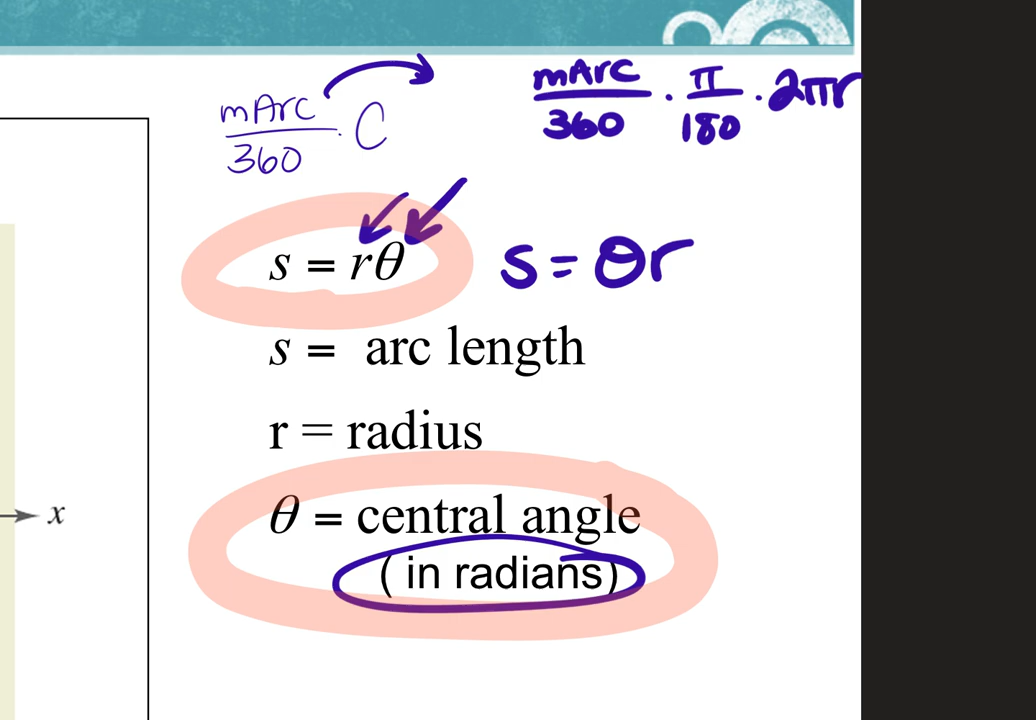 mArc/360 · C
mArc/360 · π/180 · 2πr
s = rθ
s = θr
s = arc length
r = radius
x
θ = central angle
( in radians)